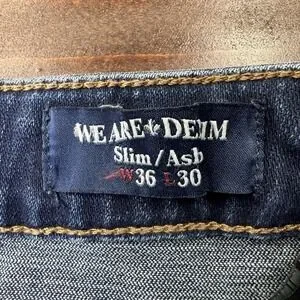 WE ARE DENIM
Slim / Asb
W36 L30